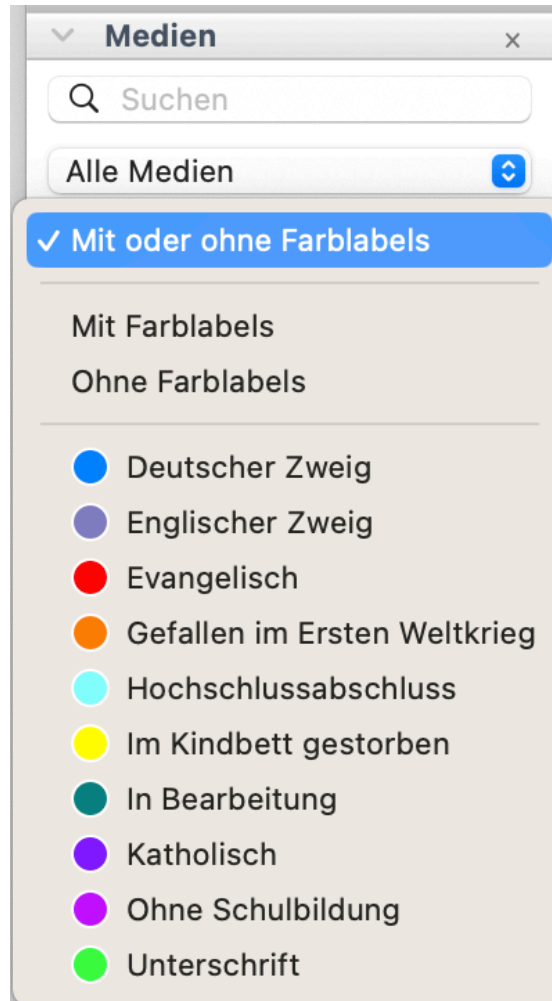 Medien
Suchen
Alle Medien
Mit oder ohne Farblabels
Mit Farblabels
Ohne Farblabels
Deutscher Zweig
Englischer Zweig
Evangelisch
Gefallen im Ersten Weltkrieg
Hochschlussabschluss
Im Kindbett gestorben
In Bearbeitung
Katholisch
Ohne Schulbildung
Unterschrift